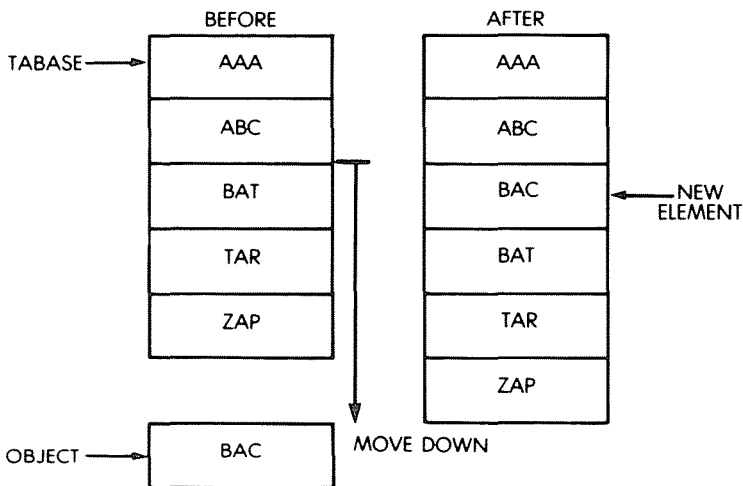 BEFORE
AFTER
TABASE
AAA
AAA
ABC
ABC
BAT
BAC
NEW
ELEMENT
TAR
BAT
ZAP
TAR
ZAP
MOVE DOWN
OBJECT
BAC